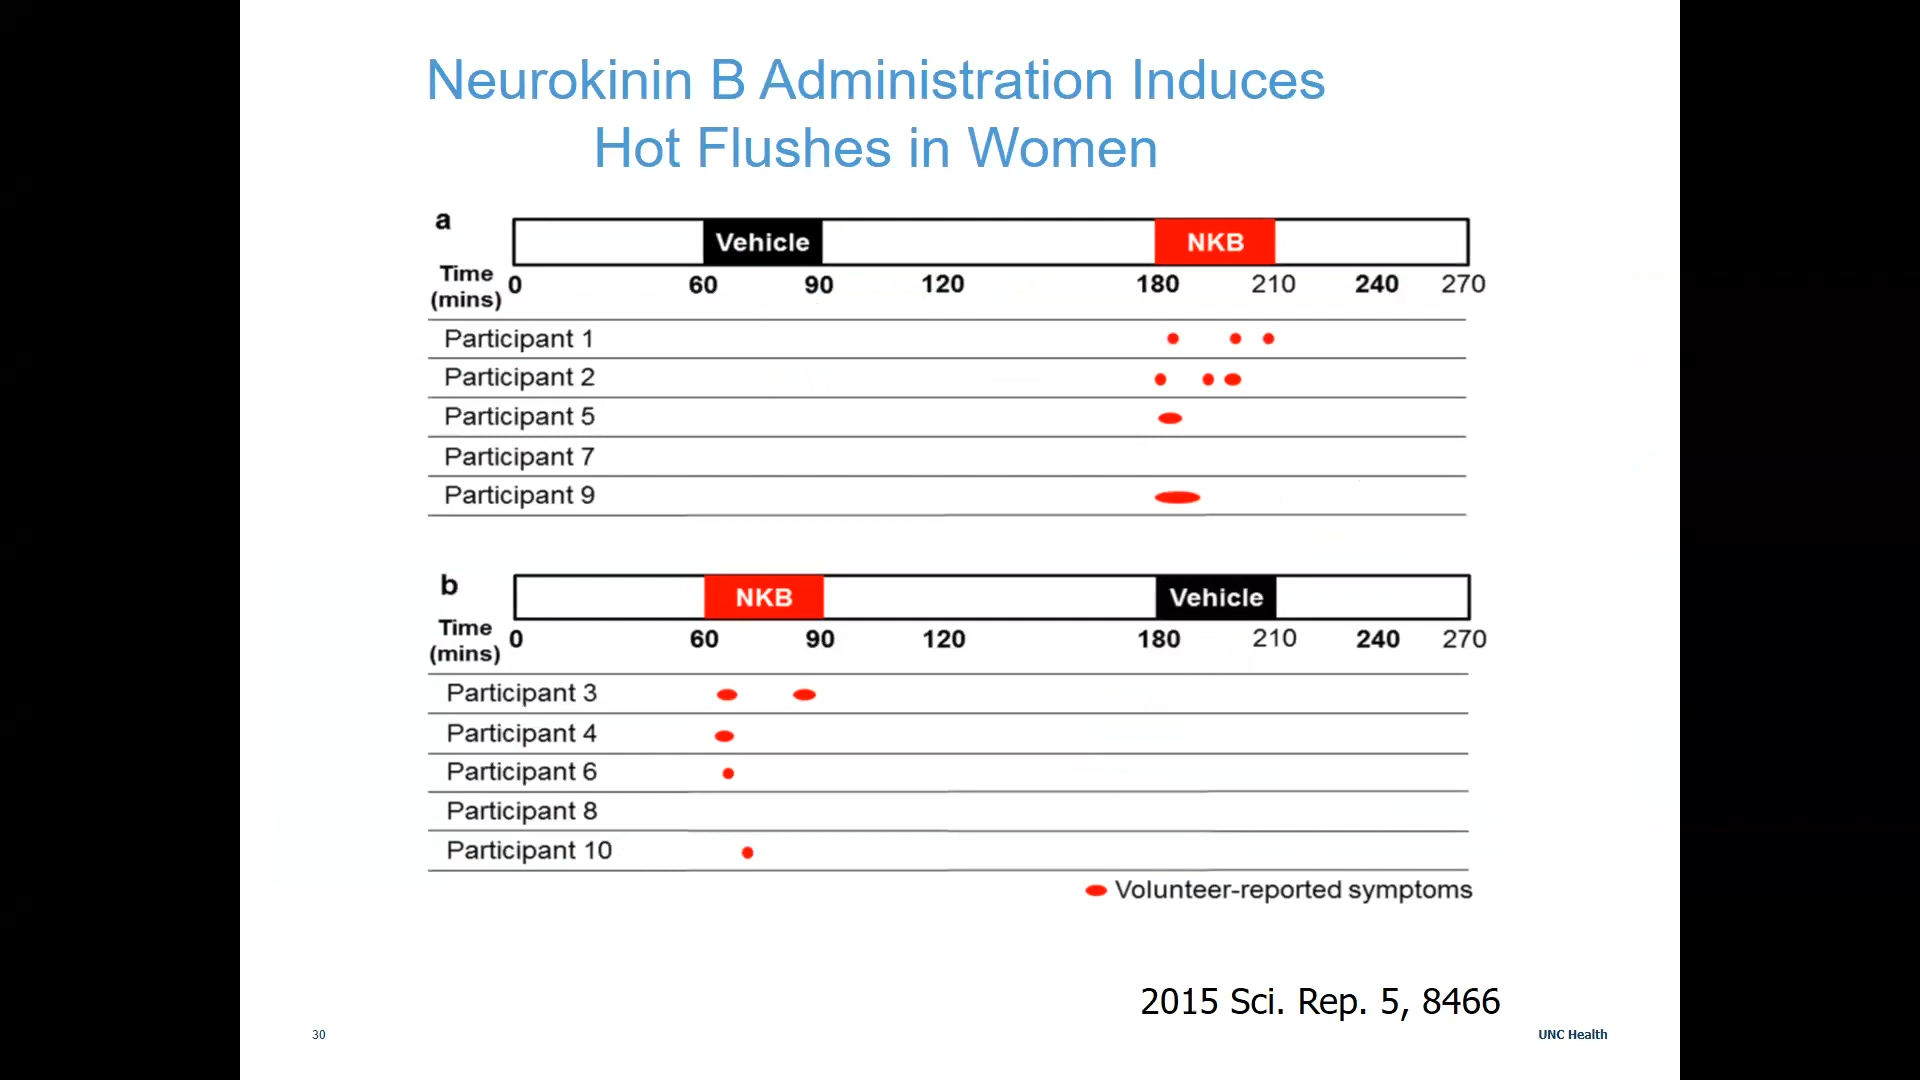 Neurokinin B Administration Induces
Hot Flushes in Women
a
Vehicle NKB
Time
(mins) 0 60 90 120 180 210 240 270
Participant 1
Participant 2
Participant 5
Participant 7
Participant 9
b
NKB Vehicle
Time
(mins) 0 60 90 120 180 210 240 270
Participant 3
Participant 4
Participant 6
Participant 8
Participant 10
Volunteer-reported symptoms
2015 Sci. Rep. 5, 8466
30 UNC Health